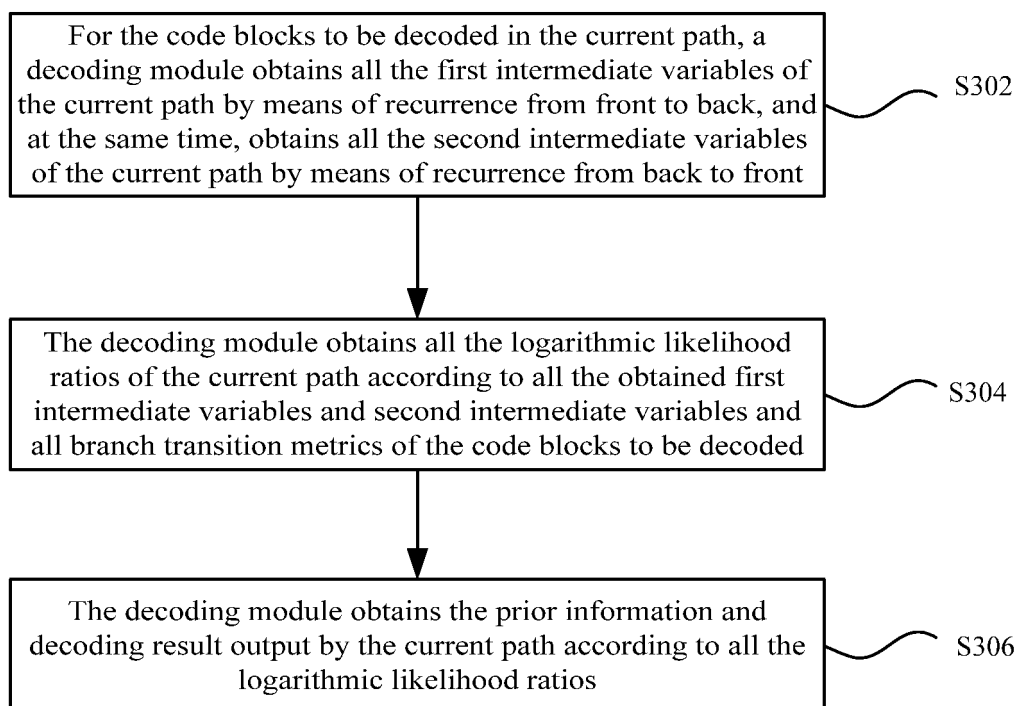 For the code blocks to be decoded in the current path, a
decoding module obtains all the first intermediate variables of
the current path by means of recurrence from front to back, and
at the same time, obtains all the second intermediate variables
of the current path by means of recurrence from back to front
S302
The decoding module obtains all the logarithmic likelihood
ratios of the current path according to all the obtained first
intermediate variables and second intermediate variables and
all branch transition metrics of the code blocks to be decoded
S304
The decoding module obtains the prior information and
decoding result output by the current path according to all the
logarithmic likelihood ratios
S306